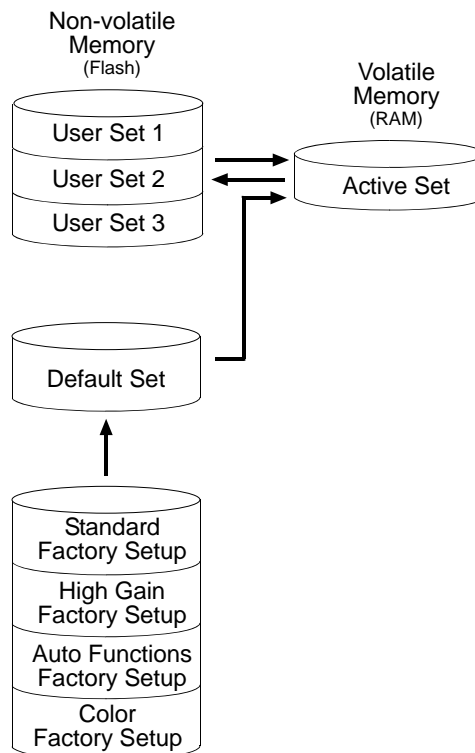 Non-volatile
Memory
(Flash)
Volatile
Memory
(RAM)
User Set 1
User Set 2
User Set 3
Active Set
Default Set
Standard
Factory Setup
High Gain
Factory Setup
Auto Functions
Factory Setup
Color
Factory Setup